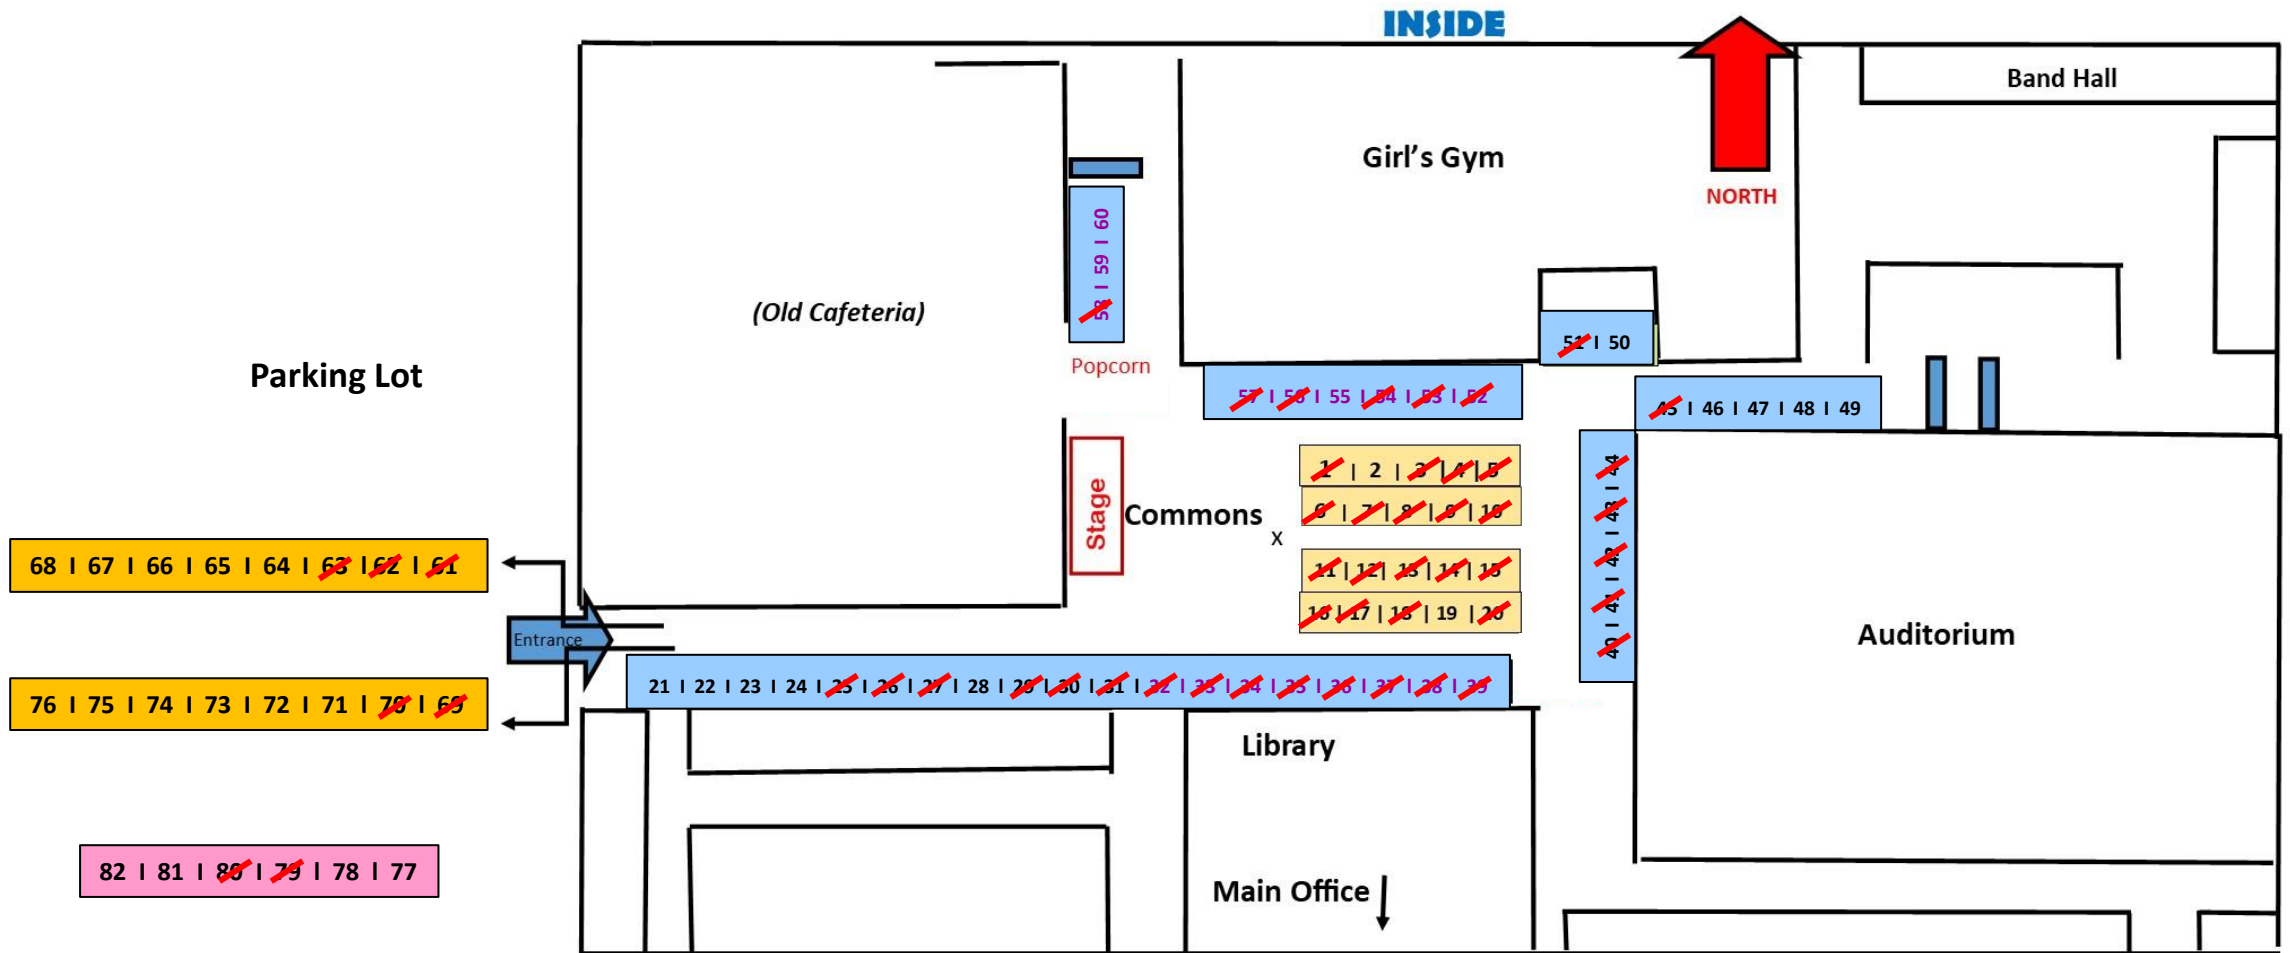 INSIDE
Band Hall
Girl's Gym
NORTH
60 I 59 I 58
(Old Cafeteria)
51 I 50
Popcorn
Parking Lot
57 I 56 I 55 I 54 I 53 I 52
45 I 46 I 47 I 48 I 49
1 | 2 | 3 | 4 | 5
40 I 41 I 42 I 43 I 44
Stage
Commons
6 | 7 | 8 | 9 | 10
x
68 I 67 I 66 I 65 I 64 I 63 I 62 I 61
11 | 12 | 13 | 14 | 15
16 | 17 | 18 | 19 | 20
Entrance
Auditorium
21 I 22 I 23 I 24 I 25 I 26 I 27 I 28 I 29 I 30 I 31 I 32 I 33 I 34 I 35 I 36 I 37 I 38 I 39
76 I 75 I 74 I 73 I 72 I 71 I 70 I 69
Library
82 I 81 I 80 I 79 I 78 I 77
Main Office